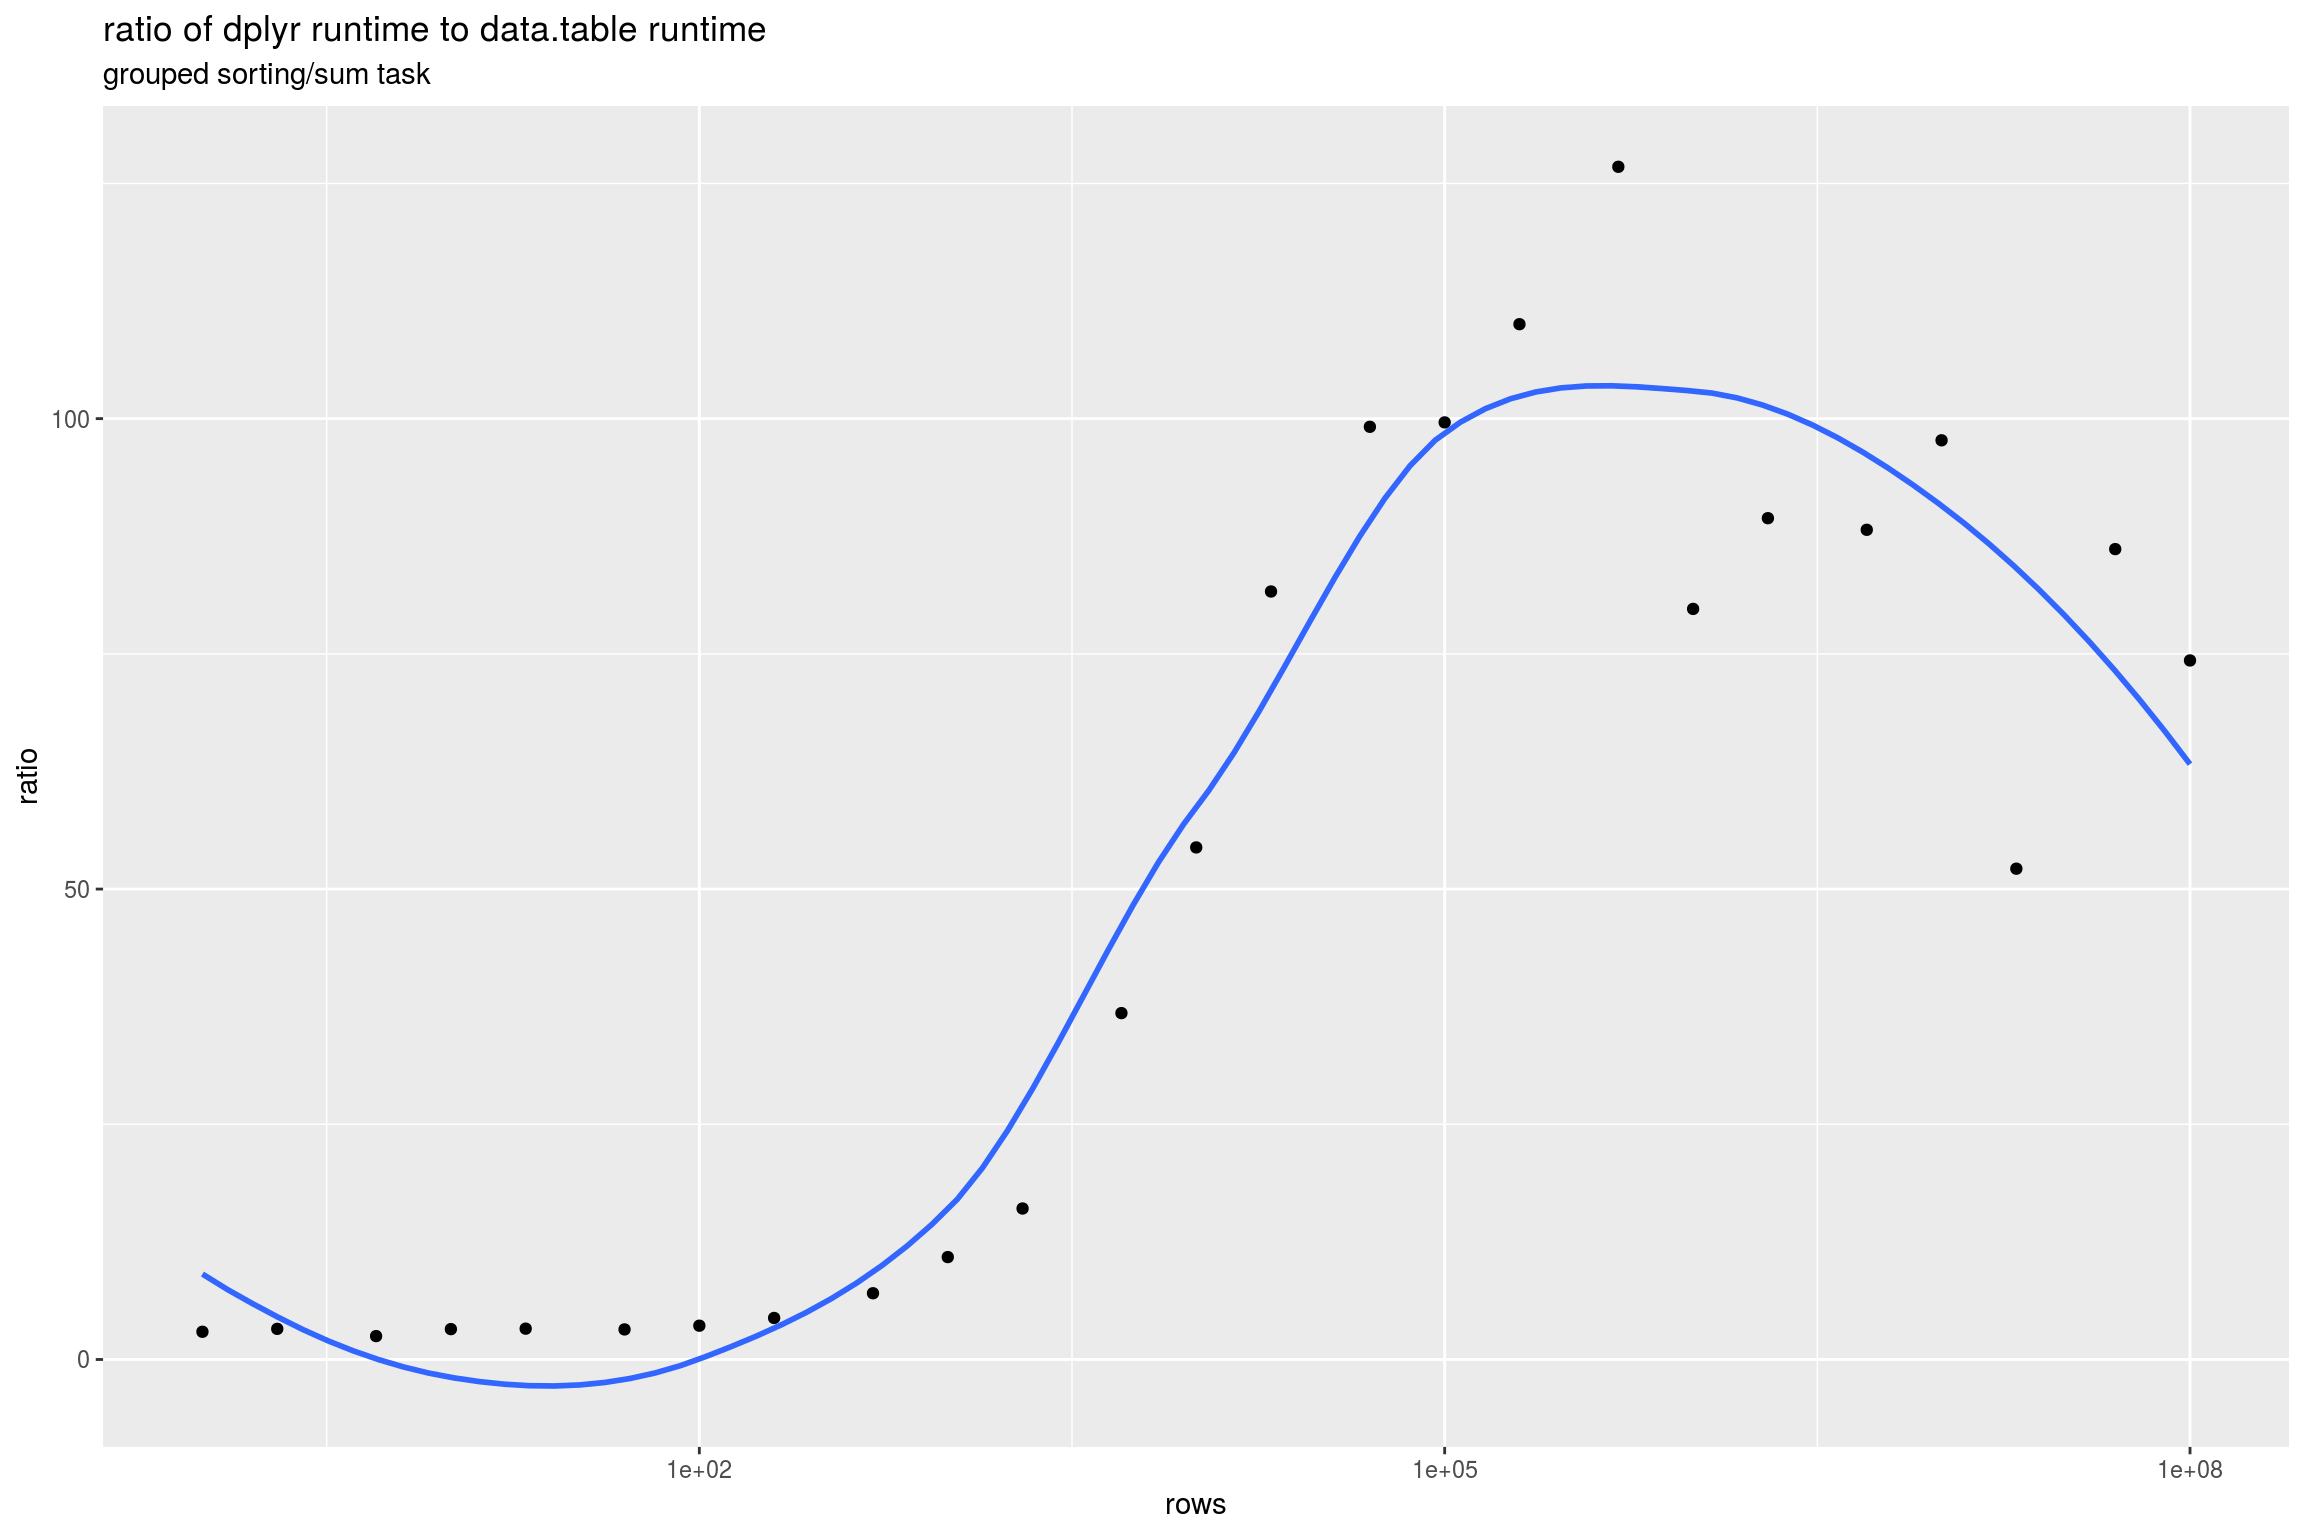 ratio of dplyr runtime to data.table runtime
grouped sorting/sum task
ratio
100
50
0
1e+02
1e+05
1e+08
rows